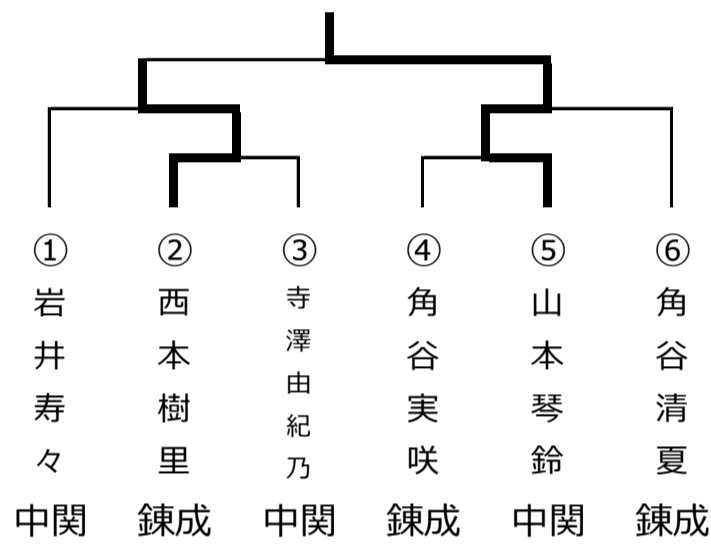 ①
岩井寿々
中関
②
西本樹里
錬成
③
寺澤由紀乃
中関
④
角谷実咲
錬成
⑤
山本琴鈴
中関
⑥
角谷清夏
錬成